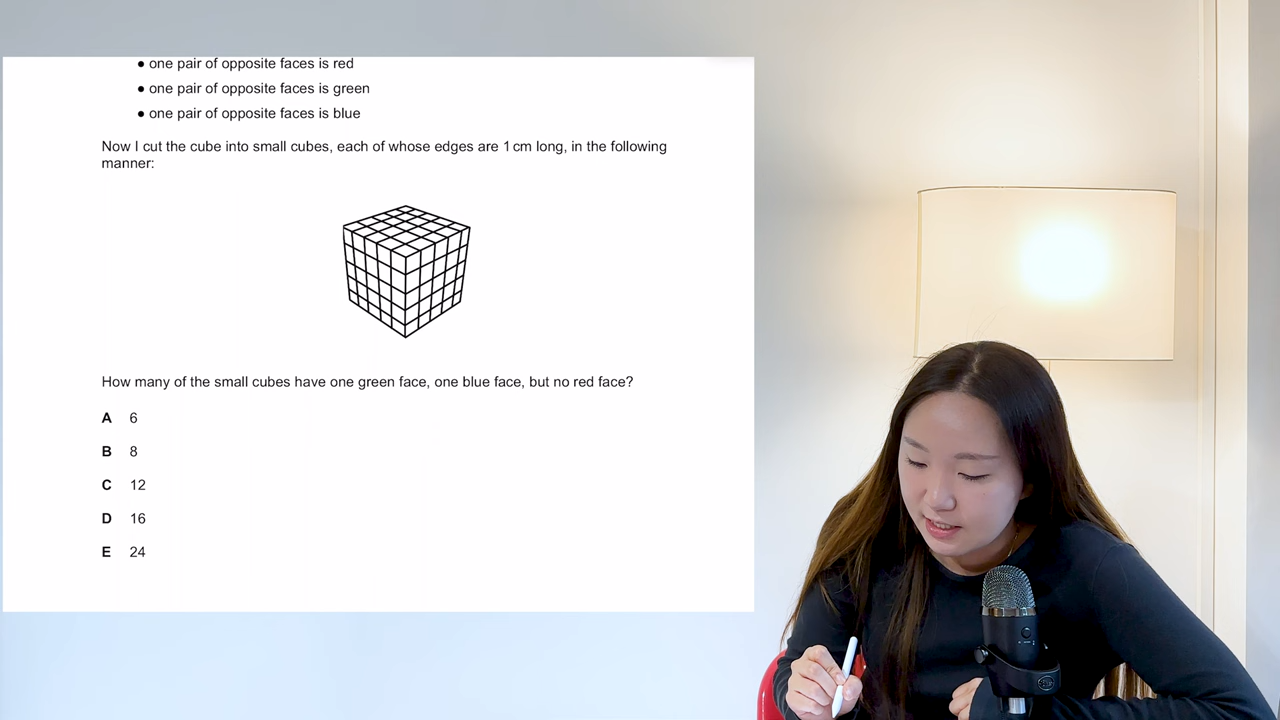 ● one pair of opposite faces is red
● one pair of opposite faces is green
● one pair of opposite faces is blue
Now I cut the cube into small cubes, each of whose edges are 1 cm long, in the following
manner:
How many of the small cubes have one green face, one blue face, but no red face?
A 6
B 8
C 12
D 16
E 24